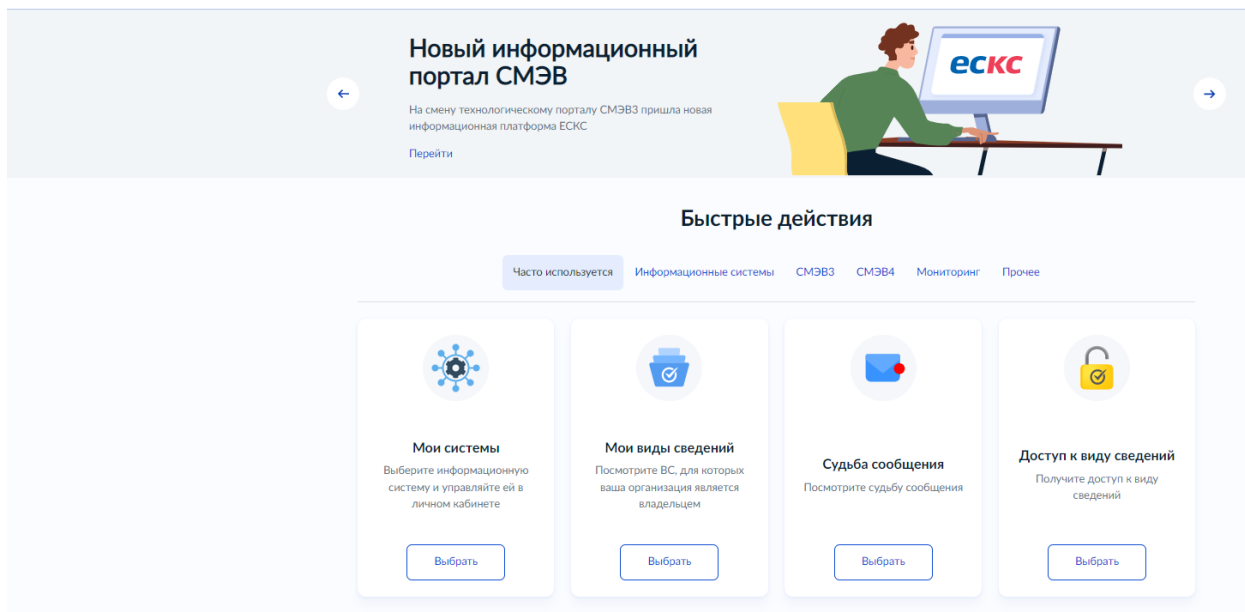 Новый информационный
портал СМЭВ
На смену технологическому порталу СМЭВ3 пришла новая
информационная платформа ЕСКС
Перейти
еские
Быстрые действия
Часто используется Информационные системы СМЭВ3 СМЭВ4 Мониторинг Прочее
Мои системы
Выберите информационную
систему и управляйте ей в
личном кабинете
Выбрать
Мои виды сведений
Посмотрите ВС, для которых
ваша организация является
владельцем
Выбрать
Судьба сообщения
Посмотрите судьбу сообщения
Выбрать
Доступ к виду сведений
Получите доступ к виду
сведений
Выбрать